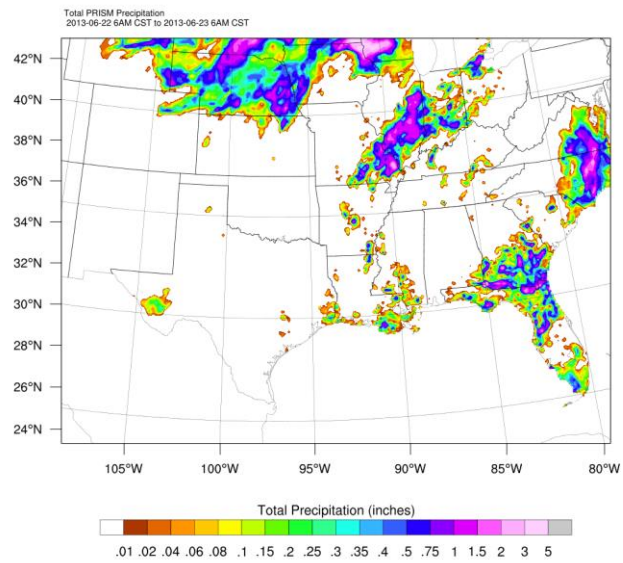 Total PRISM Precipitation
2013-06-22 6AM CST to 2013-06-23 6AM CST
42°N
40°N
38°N
36°N
34°N
32°N
30°N
28°N
26°N
24°N
105°W 100°W 95°W 90°W 85°W 80°W
Total Precipitation (inches)
.01 .02 .04 .06 .08 .1 .15 .2 .25 .3 .35 .4 .5 .75 1 1.5 2 3 5